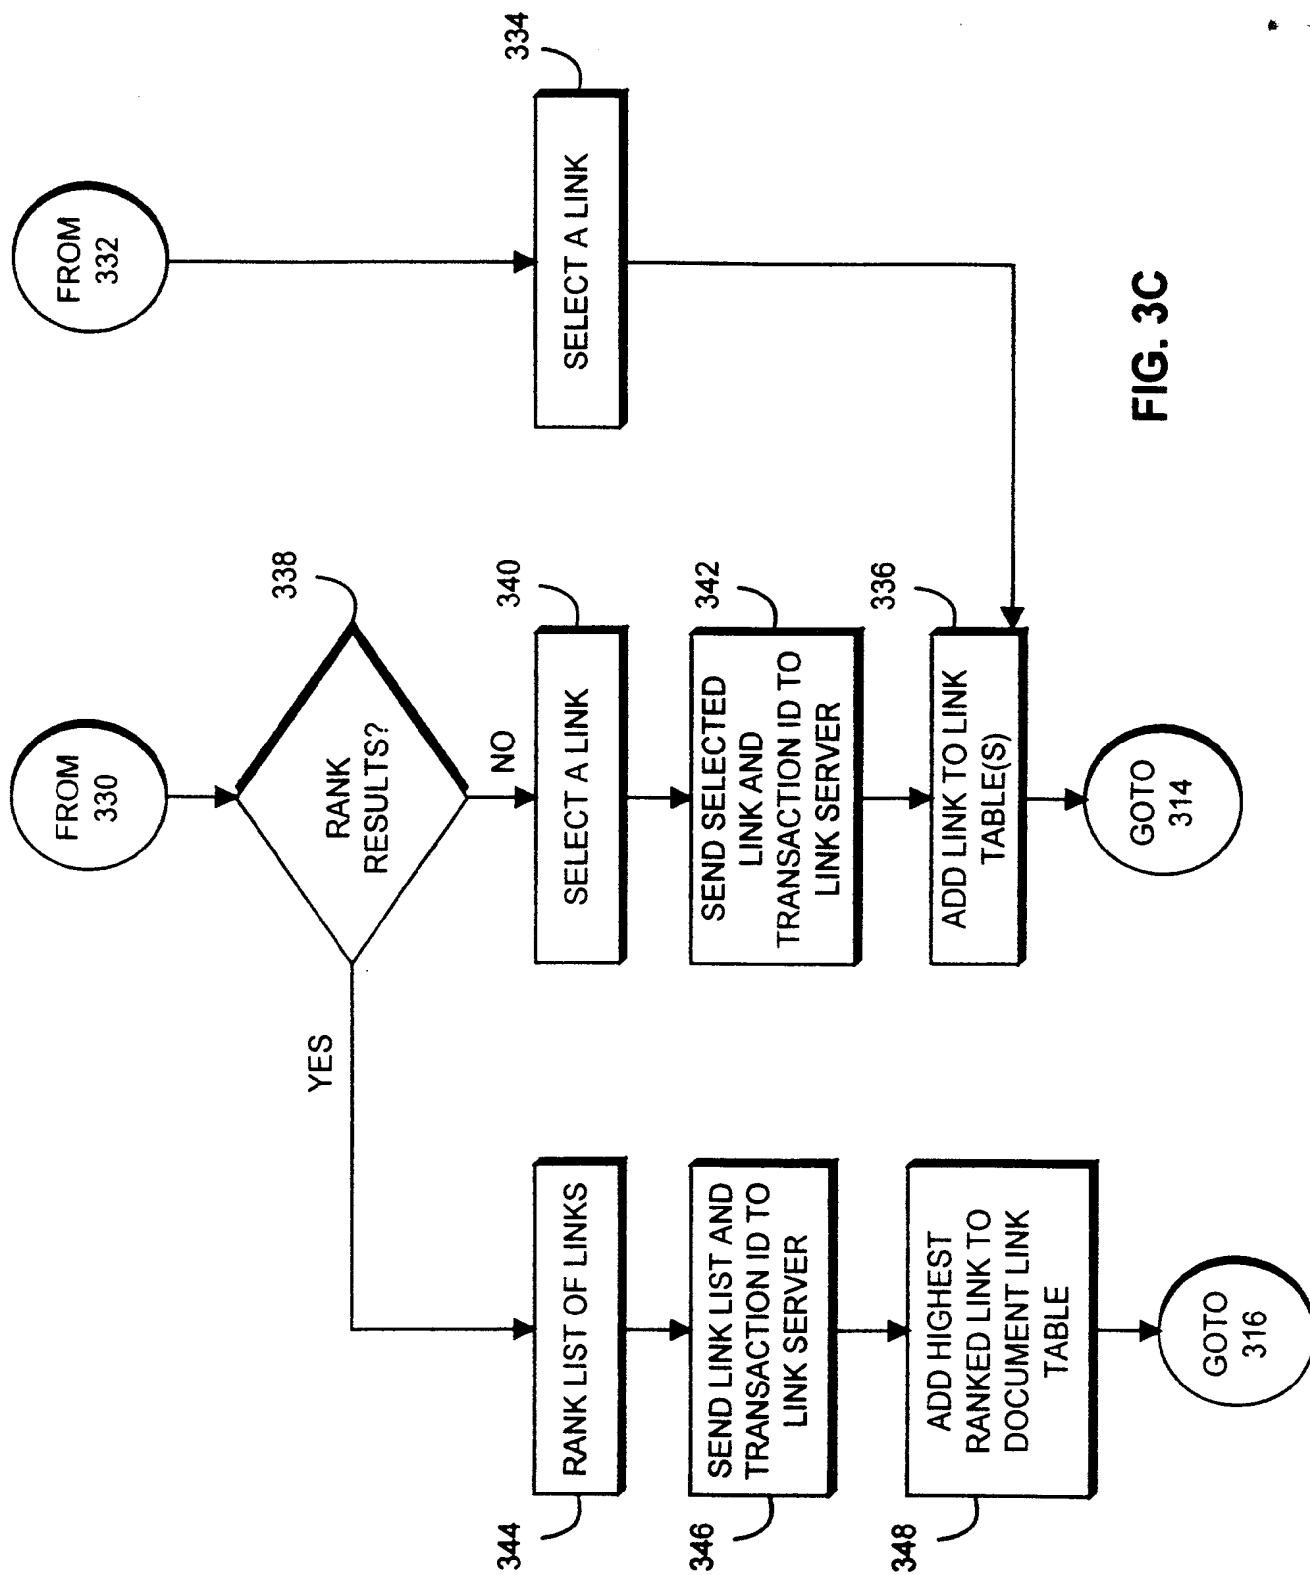 FROM
330
FROM
332
338
RANK
RESULTS?
YES
NO
344
RANK LIST OF LINKS
340
SELECT A LINK
334
SELECT A LINK
346
SEND LINK LIST AND
TRANSACTION ID TO
LINK SERVER
342
SEND SELECTED
LINK AND
TRANSACTION ID TO
LINK SERVER
348
ADD HIGHEST
RANKED LINK TO
DOCUMENT LINK
TABLE
336
ADD LINK TO LINK
TABLE(S)
GOTO
316
GOTO
314
FIG. 3C